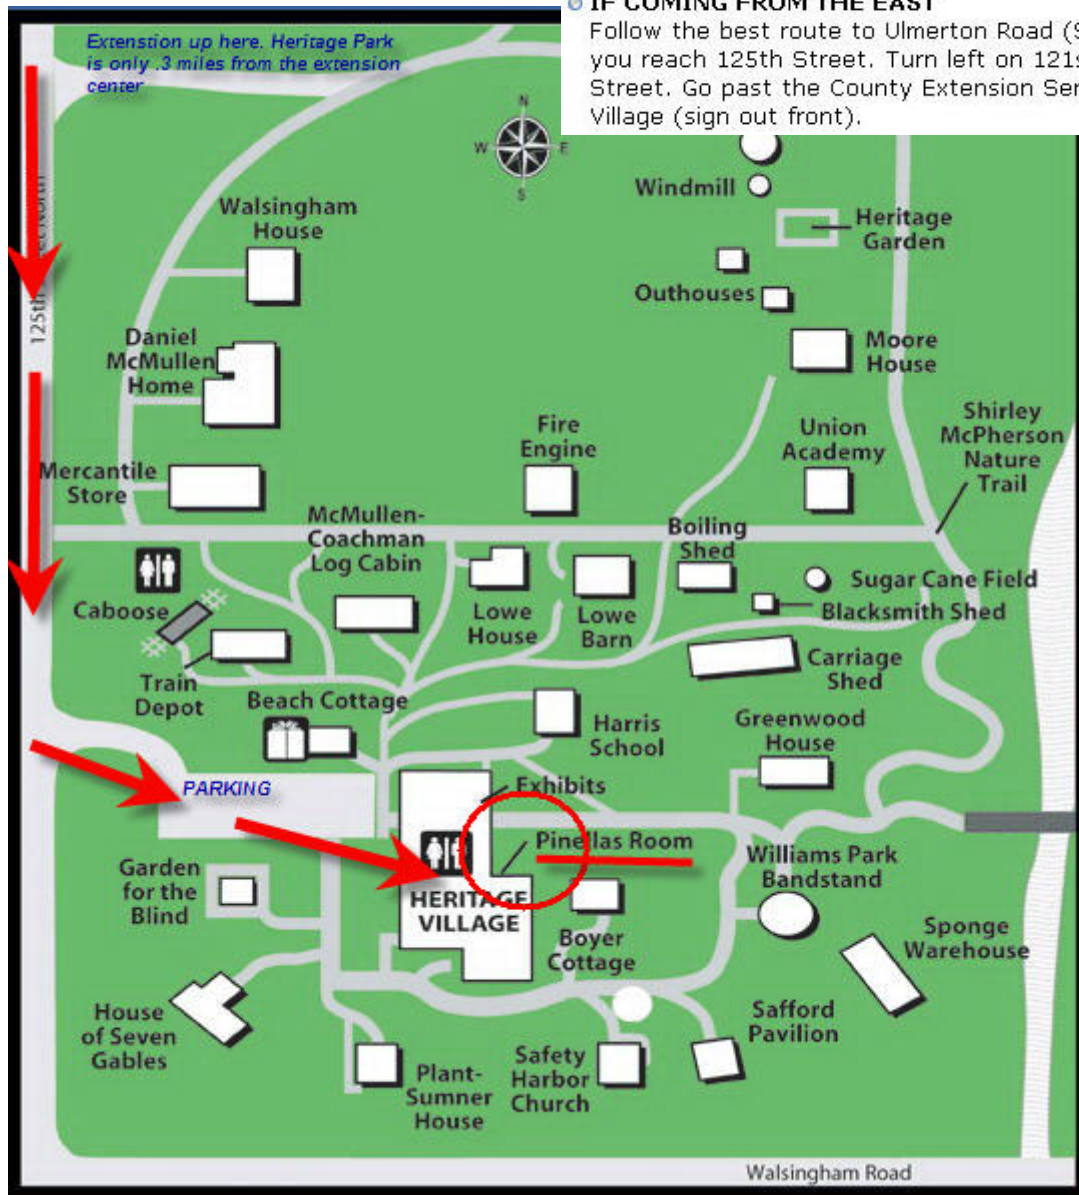 IF COMING FROM THE EAST
Follow the best route to Ulmerton Road (S
you reach 125th Street. Turn left on 121s
Street. Go past the County Extension Ser
Village (sign out front).
Extenstion up here. Heritage Park
is only .3 miles from the extension
center
N
W
E
S
125th
Walsingham
House
Windmill
Heritage
Garden
Outhouses
Daniel
McMullen
Home
Moore
House
Mercantile
Store
Fire
Engine
Union
Academy
Shirley
McPherson
Nature
Trail
McMullen-
Coachman
Log Cabin
Boiling
Shed
Caboose
Lowe
House
Lowe
Barn
Sugar Cane Field
Blacksmith Shed
Train
Depot
Beach Cottage
Carriage
Shed
Harris
School
Greenwood
House
PARKING
Exhibits
Pinellas Room
Garden
for the
Blind
HERITAGE
VILLAGE
Williams Park
Bandstand
Boyer
Cottage
Sponge
Warehouse
House
of Seven
Gables
Safford
Pavilion
Plant-
Sumner
House
Safety
Harbor
Church
Walsingham Road